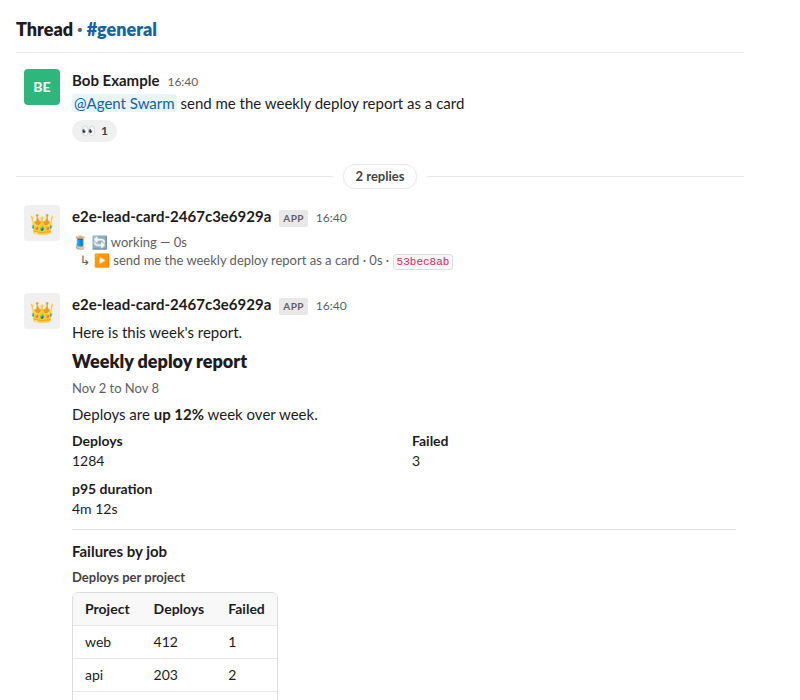 Thread • #general
BE
Bob Example 16:40
@Agent Swarm send me the weekly deploy report as a card
👀 1
2 replies
e2e-lead-card-2467c3e6929a APP 16:40
🧵 🔄 working — 0s
↳ ▶️ send me the weekly deploy report as a card · 0s · 53bec8ab
e2e-lead-card-2467c3e6929a APP 16:40
Here is this week's report.
Weekly deploy report
Nov 2 to Nov 8
Deploys are up 12% week over week.
Deploys Failed
1284 3
p95 duration
4m 12s
Failures by job
Deploys per project
Project Deploys Failed
web 412 1
api 203 2